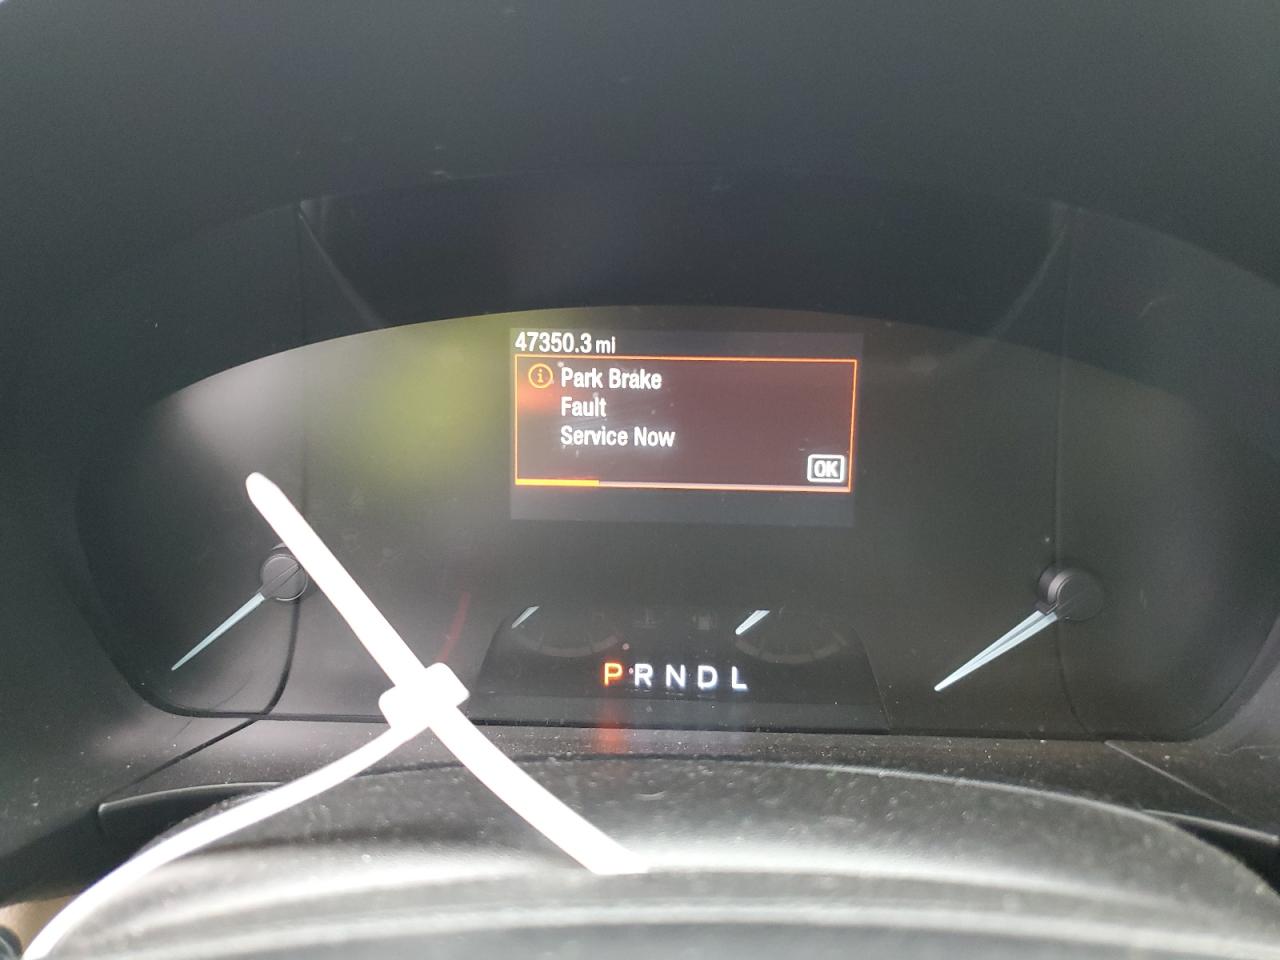 47350.3 mi
Park Brake
Fault
Service Now
OK
PRNDL